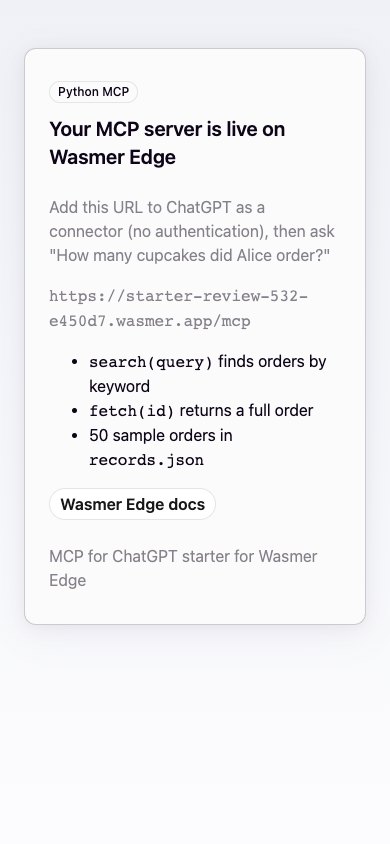 Python MCP
Your MCP server is live on
Wasmer Edge
Add this URL to ChatGPT as a
connector (no authentication), then ask
"How many cupcakes did Alice order?"
https://starter-review-532-
e450d7.wasmer.app/mcp
• search(query) finds orders by
keyword
• fetch(id) returns a full order
• 50 sample orders in
records.json
Wasmer Edge docs
MCP for ChatGPT starter for Wasmer
Edge